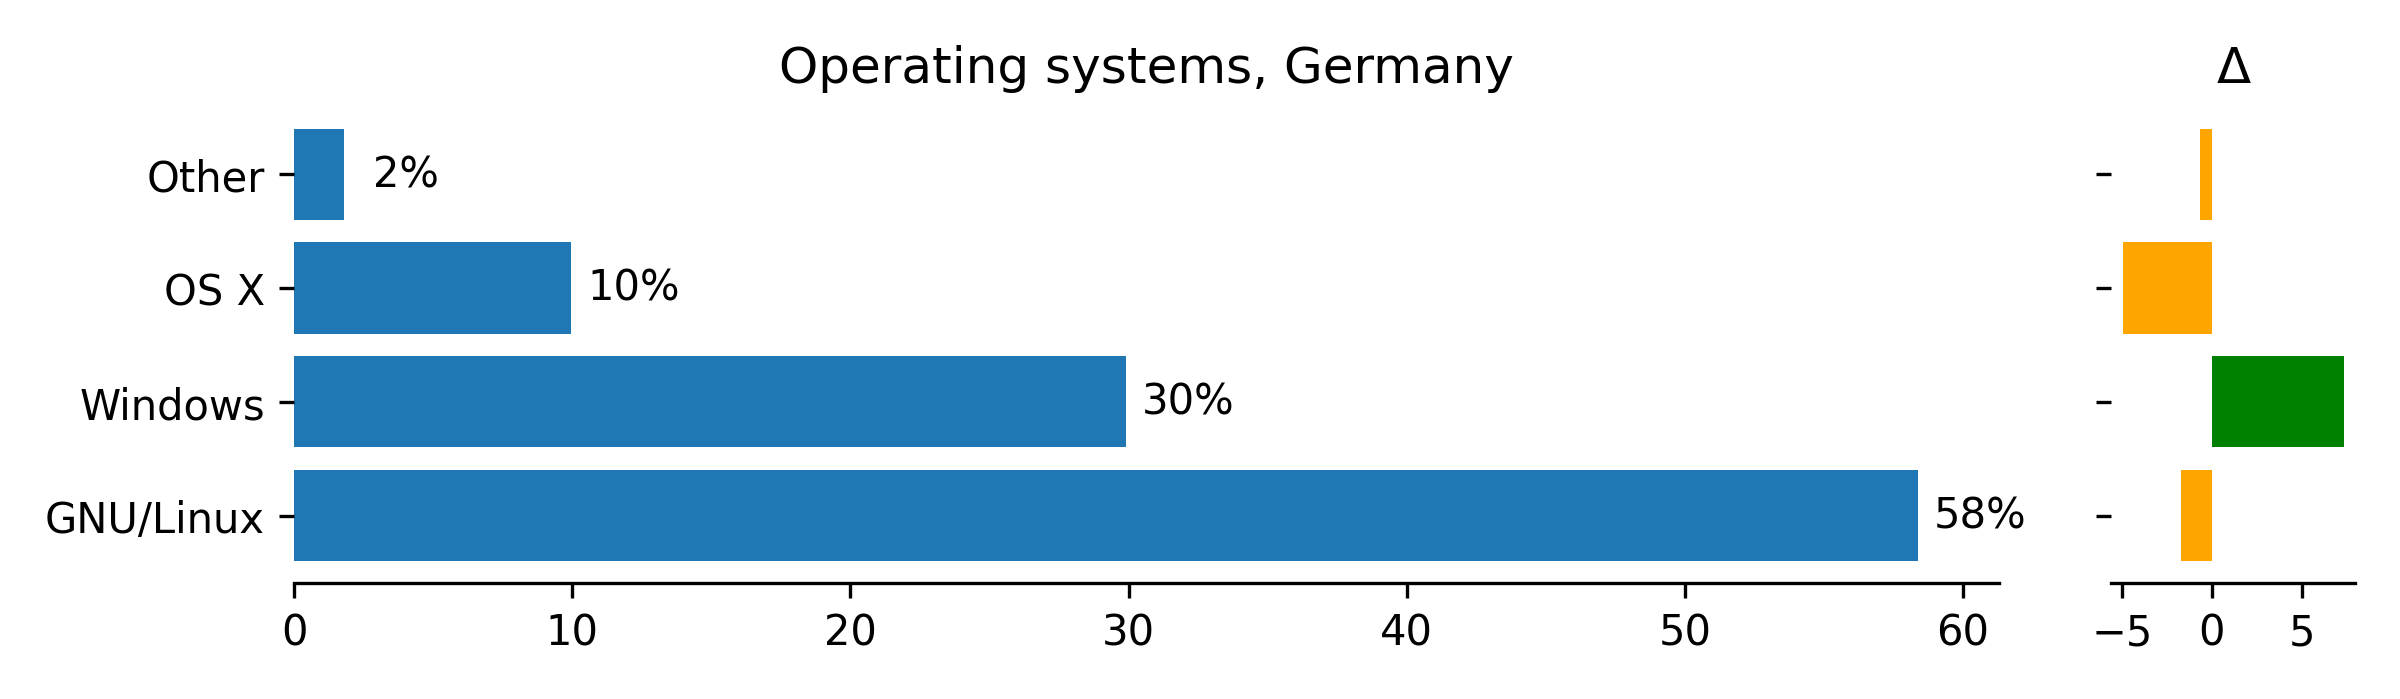 Operating systems, Germany
Δ
Other
2%
OS X
10%
Windows
30%
GNU/Linux
58%
0 10 20 30 40 50 60
−5 0 5